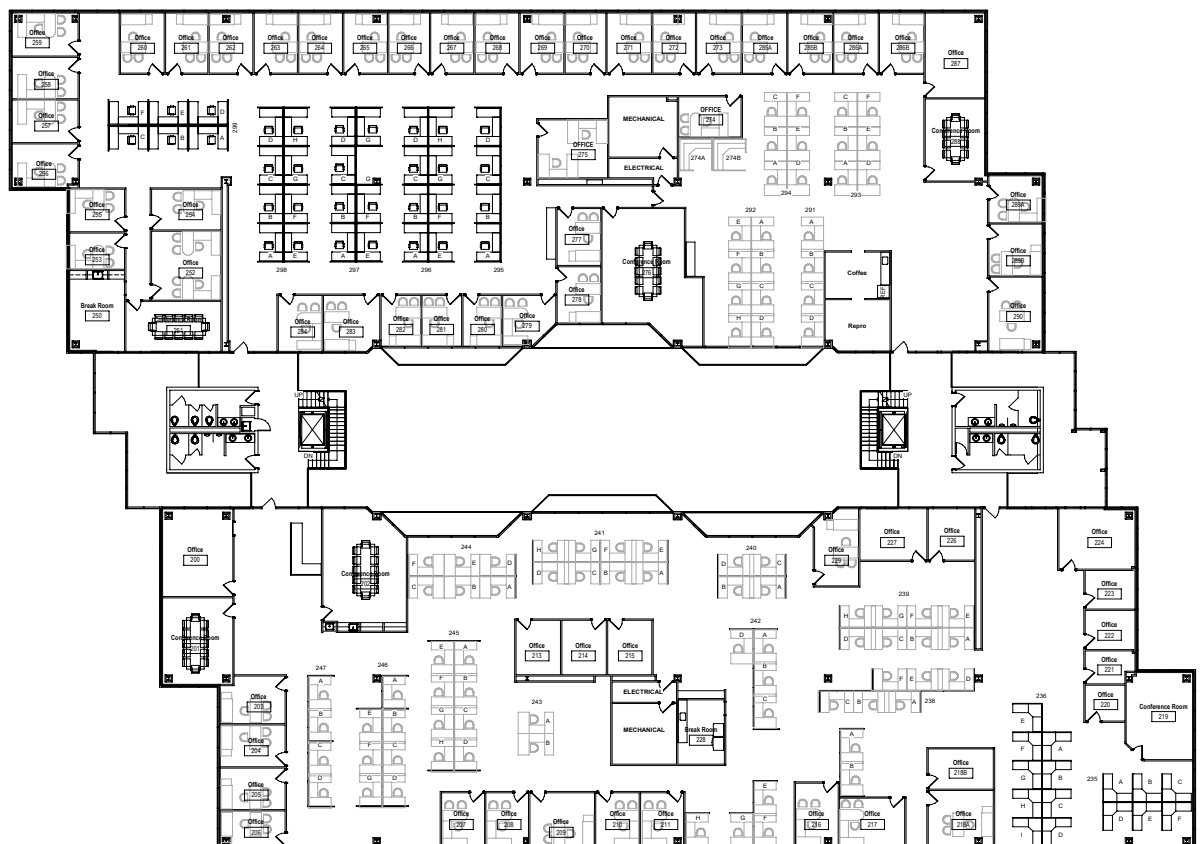 Office
259
Office
260
Office
261
Office
262
Office
263
Office
264
Office
265
Office
266
Office
267
Office
268
Office
269
Office
270
Office
271
Office
272
Office
273
Office
285A
Office
285B
Office
286A
Office
286B
Office
287
Office
258
Office
257
Office
256
F
E
D
C
B
A
299
D
H
D
G
D
H
D
C
G
C
G
C
G
C
B
F
B
F
B
F
B
A
E
A
E
A
E
A
298
297
296
295
OFFICE
275
MECHANICAL
ELECTRICAL
OFFICE
274
274A
274B
C
F
B
E
A
D
294
C
F
B
E
A
D
293
Conference Room
288
Office
289A
Office
289B
Office
290
Office
255
Office
254
Office
253
Office
252
Break Room
250
251
Office
277
Office
278
Conference Room
276
292
291
E
A
A
F
B
B
G
C
C
H
D
D
Coffee
REF
Repro
Office
284
Office
283
Office
282
Office
281
Office
280
Office
279
UP
DN
UP
DN
Office
200
Conference Room
201
Conference Room
202
244
F
E
D
C
B
A
241
H
G
F
E
D
C
B
A
240
D
C
B
A
Office
229
Office
227
Office
226
Office
224
Office
223
Office
222
Office
221
Office
220
Conference Room
219
239
H
G
F
E
D
C
B
A
F
E
D
C
B
A
238
242
D
A
B
C
Office
213
Office
214
Office
215
ELECTRICAL
MECHANICAL
Break Room
228
243
A
B
245
E
A
F
B
G
C
H
D
246
A
E
B
F
C
G
D
247
A
B
C
D
Office
203
Office
204
Office
205
Office
206
Office
207
Office
208
Office
209
Office
210
Office
211
H
G
F
E
Office
216
Office
217
A
B
Office
218B
Office
218A
236
E
F
A
G
B
H
C
I
D
235
A
B
C
D
E
F